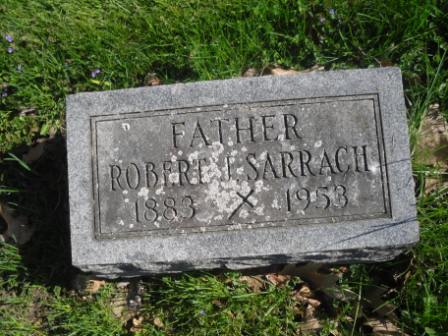 FATHER
ROBERT J. SARRACH
1883 1953